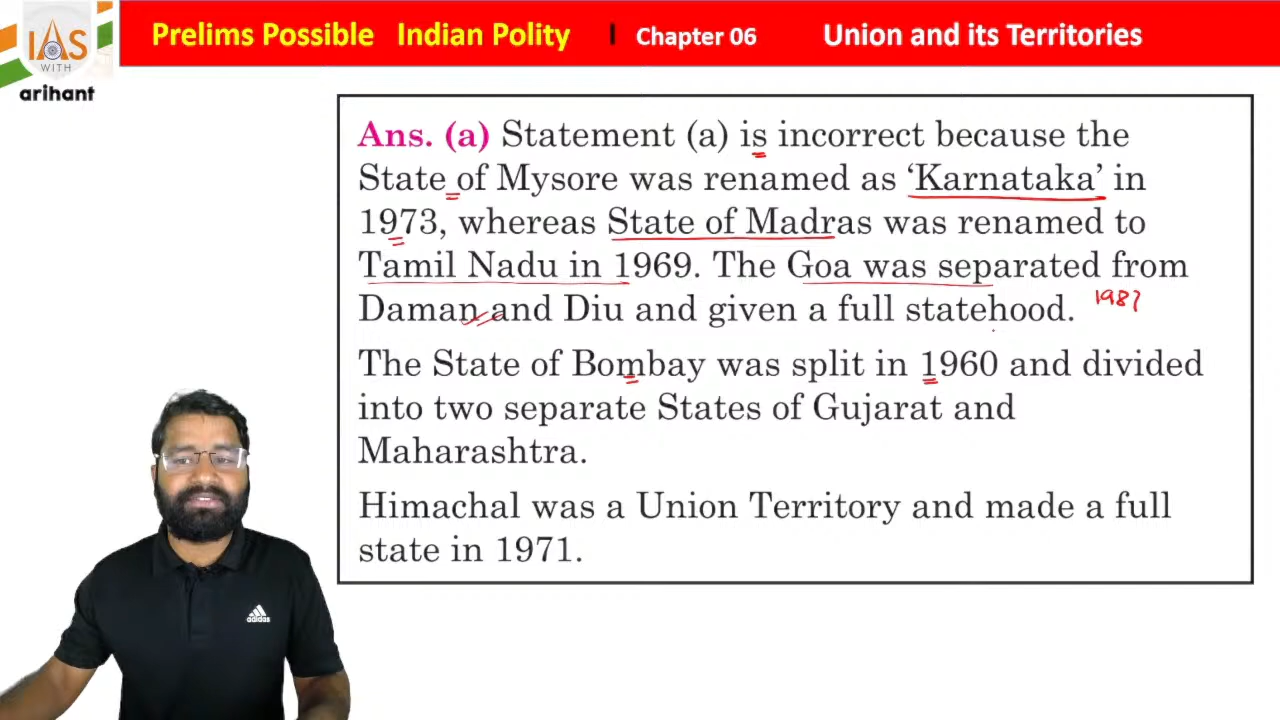 IAS
WITH
arihant
Prelims Possible Indian Polity | Chapter 06 Union and its Territories
Ans. (a) Statement (a) is incorrect because the
State of Mysore was renamed as ‘Karnataka’ in
1973, whereas State of Madras was renamed to
Tamil Nadu in 1969. The Goa was separated from
Daman and Diu and given a full statehood. 1987
The State of Bombay was split in 1960 and divided
into two separate States of Gujarat and
Maharashtra.
Himachal was a Union Territory and made a full
state in 1971.
adidas